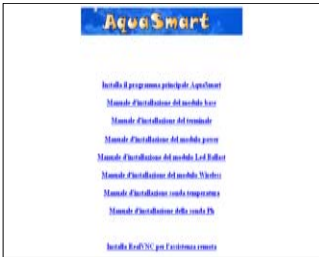 AquaSmart
Installa il programma principale AquaSmart
Manuale d'installazione del modulo base
Manuale d'installazione del terminale
Manuale d'installazione del modulo power
Manuale d'installazione del modulo Led Ballast
Manuale d'installazione del modulo Wireless
Manuale d'installazione sonda temperatura
Manuale d'installazione della sonda Ph
Installa RealVNC per l'assistenza remota